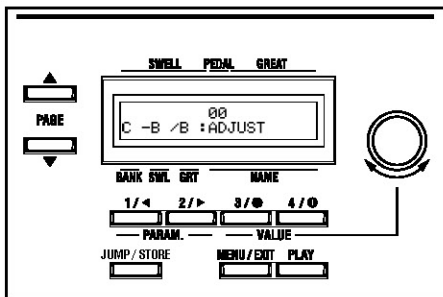 SWELL PEDAL GREAT
00
C -B /B :ADJUST
PAGE
BANK SWL GRT NAME
1/◄ 2/► 3/● 4/❶
PARAM. VALUE
JUMP/STORE MENU/EXIT PLAY